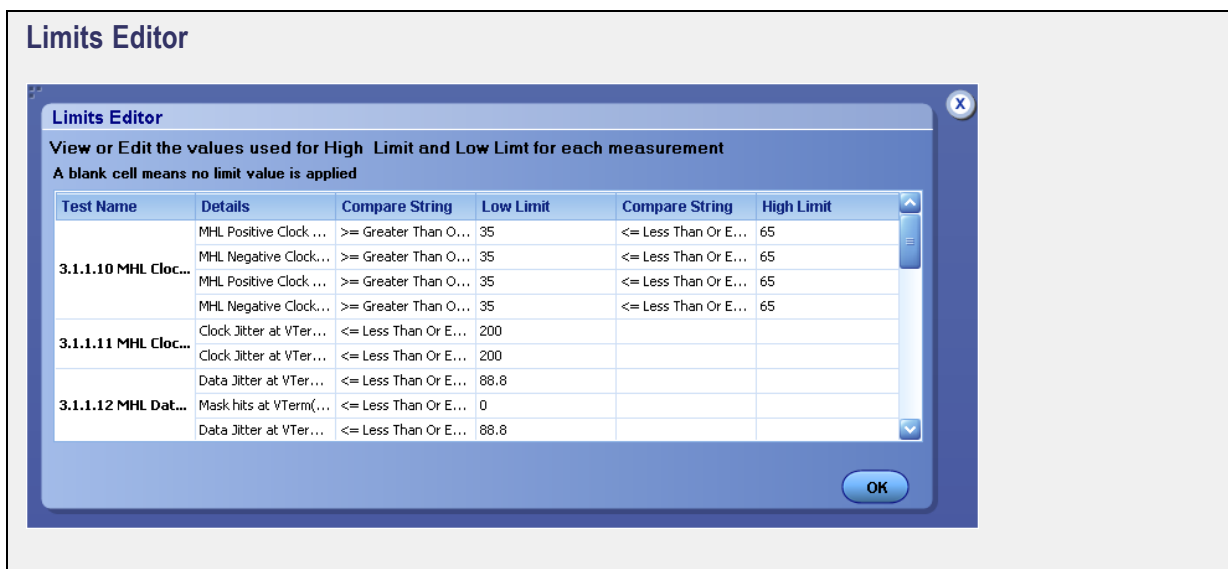 Limits Editor
X
Limits Editor
View or Edit the values used for High Limit and Low Limt for each measurement
A blank cell means no limit value is applied
Test Name Details Compare String Low Limit Compare String High Limit
MHL Positive Clock ... >= Greater Than O... 35 <= Less Than Or E... 65
MHL Negative Clock... >= Greater Than O... 35 <= Less Than Or E... 65
3.1.1.10 MHL Cloc...
MHL Positive Clock ... >= Greater Than O... 35 <= Less Than Or E... 65
MHL Negative Clock... >= Greater Than O... 35 <= Less Than Or E... 65
Clock Jitter at VTer... <= Less Than Or E... 200
3.1.1.11 MHL Cloc...
Clock Jitter at VTer... <= Less Than Or E... 200
Data Jitter at VTer... <= Less Than Or E... 88.8
3.1.1.12 MHL Dat... Mask hits at VTerm(... <= Less Than Or E... 0
Data Jitter at VTer... <= Less Than Or E... 88.8
OK